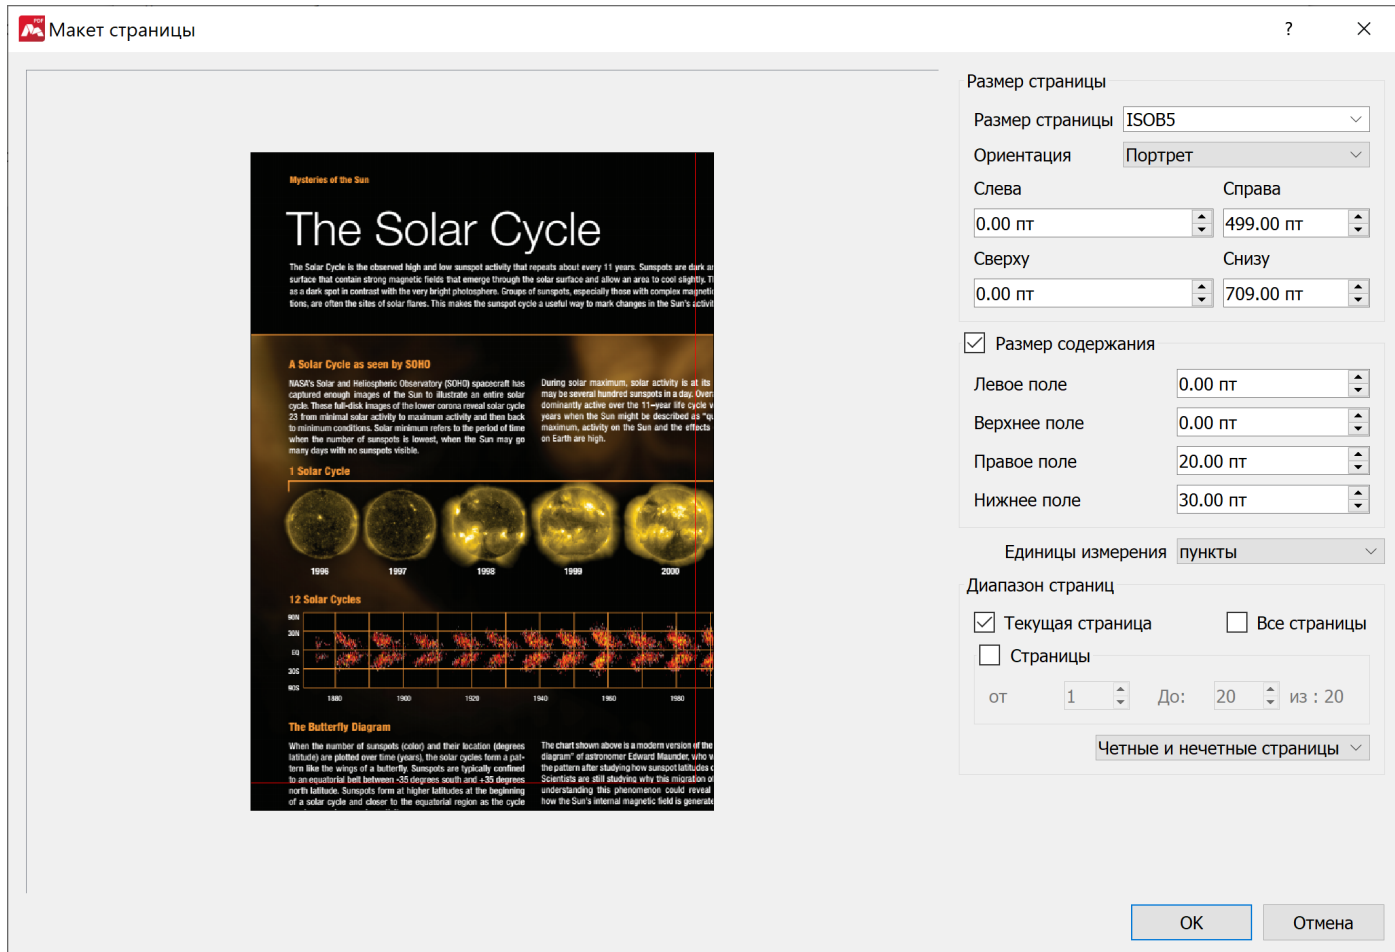 PDF
Макет страницы
?
Mysteries of the Sun
The Solar Cycle
The Solar Cycle is the observed high and low sunspot activity that repeats about every 11 years. Sunspots are dark
surface that contain strong magnetic fields that emerge through the solar surface and allow an area to cool slightly.
as a dark spot in contrast with the very bright photosphere. Groups of sunspots, especially those with complex magnetic
tions, are often the sites of solar flares. This makes the sunspot cycle a useful way to mark changes in the Sun's activit
A Solar Cycle as seen by SOHO
NASA's Solar and Heliospheric Observatory (SOHO) spacecraft has
captured enough images of the Sun to illustrate an entire solar
cycle. These full-disk images of the lower corona reveal solar cycle
23 from minimal solar activity to maximum activity and then back
to minimum conditions. Solar minimum refers to the period of time
when the number of sunspots is lowest, when the Sun may go
many days with no sunspots visible.
During solar maximum, solar activity is at its
may be several hundred sunspots in a day. Over
dominantly active over the 11–year life cycle
years when the Sun might be described as "qu
maximum, activity on the Sun and the effects
on Earth are high.
1 Solar Cycle
1996 1997 1998 1999 2000
12 Solar Cycles
90N
30N
EQ
30S
90S
1880 1900 1920 1940 1960 1980
The Butterfly Diagram
When the number of sunspots (color) and their location (degrees
latitude) are plotted over time (years), the solar cycles form a pat-
tern like the wings of a butterfly. Sunspots are typically confined
to an equatorial belt between -35 degrees south and +35 degrees
north latitude. Sunspots form at higher latitudes at the beginning
of a solar cycle and closer to the equatorial region as the cycle
The chart shown above is a modern version of the
diagram" of astronomer Edward Maunder, who
the pattern after studying how sunspot latitudes
Scientists are still studying why this migration of
understanding this phenomenon could reveal
how the Sun's internal magnetic field is generate
Размер страницы
Размер страницы ISOB5
Ориентация Портрет
Слева Справа
0.00 пт 499.00 пт
Сверху Снизу
0.00 пт 709.00 пт
Размер содержания
Левое поле 0.00 пт
Верхнее поле 0.00 пт
Правое поле 20.00 пт
Нижнее поле 30.00 пт
Единицы измерения пункты
Диапазон страниц
Текущая страница Все страницы
Страницы
от 1 До: 20 из : 20
Четные и нечетные страницы
OK Отмена